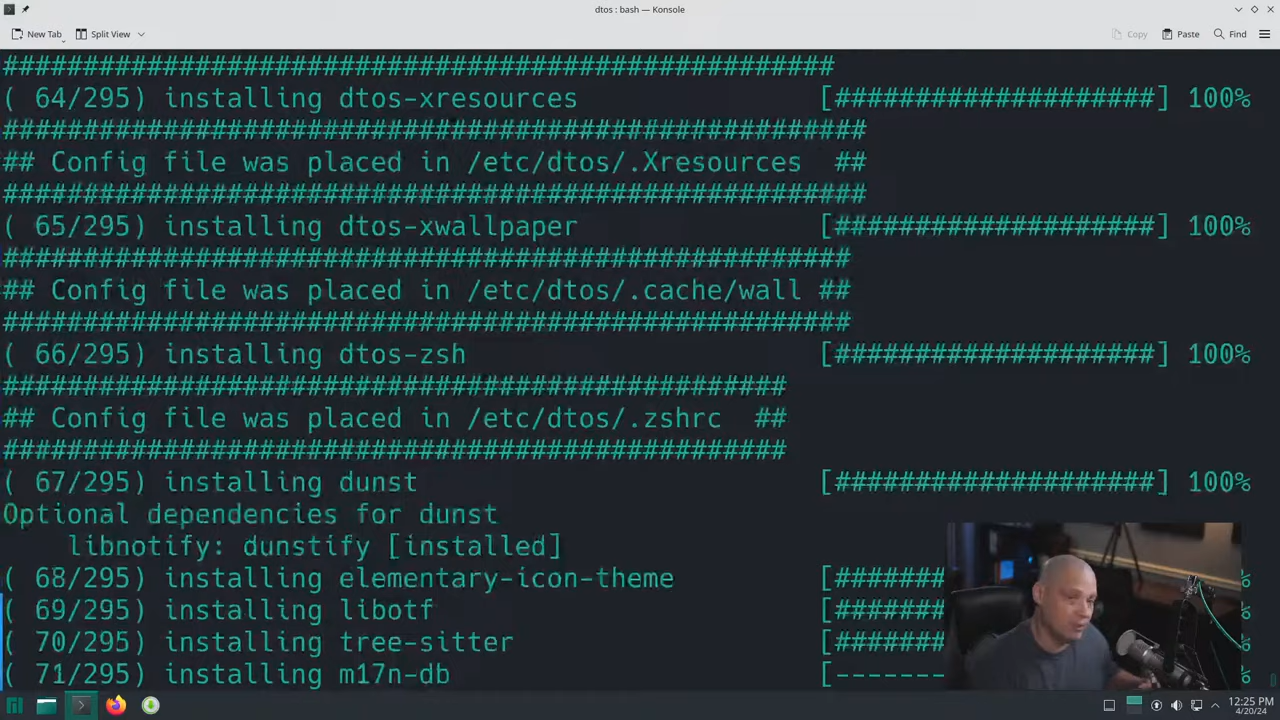 dtos : bash — Konsole
New Tab Split View Copy Paste Find
####################################################
( 64/295) installing dtos-xresources [####################] 100%
######################################################
## Config file was placed in /etc/dtos/.Xresources ##
######################################################
( 65/295) installing dtos-xwallpaper [####################] 100%
#####################################################
## Config file was placed in /etc/dtos/.cache/wall ##
#####################################################
( 66/295) installing dtos-zsh [####################] 100%
#################################################
## Config file was placed in /etc/dtos/.zshrc ##
#################################################
( 67/295) installing dunst [####################] 100%
Optional dependencies for dunst
libnotify: dunstify [installed]
( 68/295) installing elementary-icon-theme [####### %
( 69/295) installing libotf [####### %
( 70/295) installing tree-sitter [####### %
( 71/295) installing m17n-db [------- %
12:25 PM
4/20/24